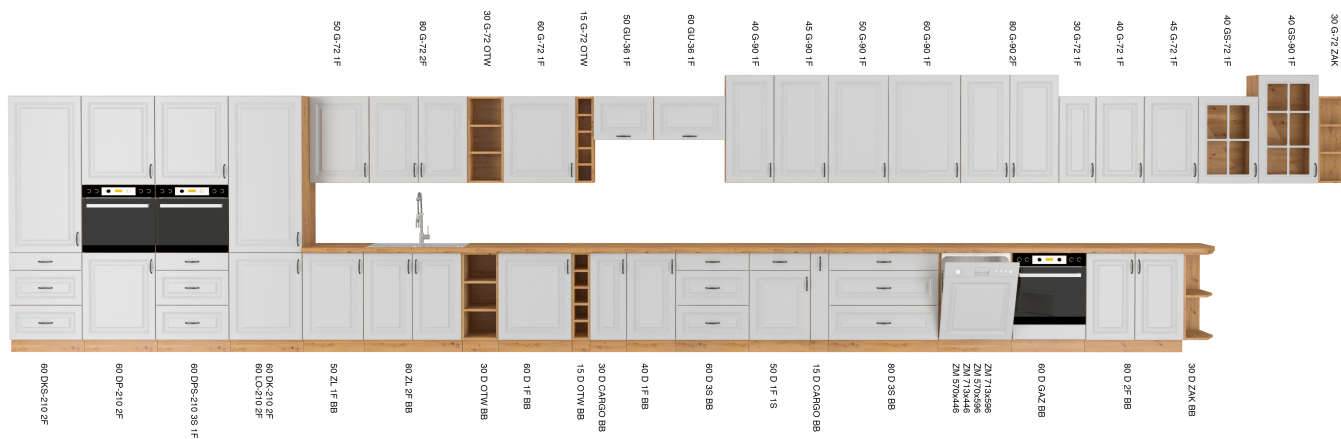 50 G-72 1F
80 G-72 2F
30 G-72 OTW
60 G-72 1F
15 G-72 OTW
50 GU-36 1F
60 GU-36 1F
40 G-90 1F
45 G-90 1F
50 G-90 1F
60 G-90 1F
80 G-90 2F
30 G-72 1F
40 G-72 1F
45 G-72 1F
40 GS-72 1F
40 GS-90 1F
30 G-72 ZAK
60 DKS-210 2F
60 DP-210 2F
60 DPS-210 3S 1F
60 DK-210 2F
60 LO-210 2F
50 ZL 1F BB
80 ZL 2F BB
30 D OTW BB
60 D 1F BB
15 D OTW BB
30 D CARGO BB
40 D 1F BB
60 D 3S BB
50 D 1F 1S
15 D CARGO BB
80 D 3S BB
ZM 713x596
ZM 570x596
ZM 713x446
ZM 570x446
60 D GAZ BB
80 D 2F BB
30 D ZAK BB